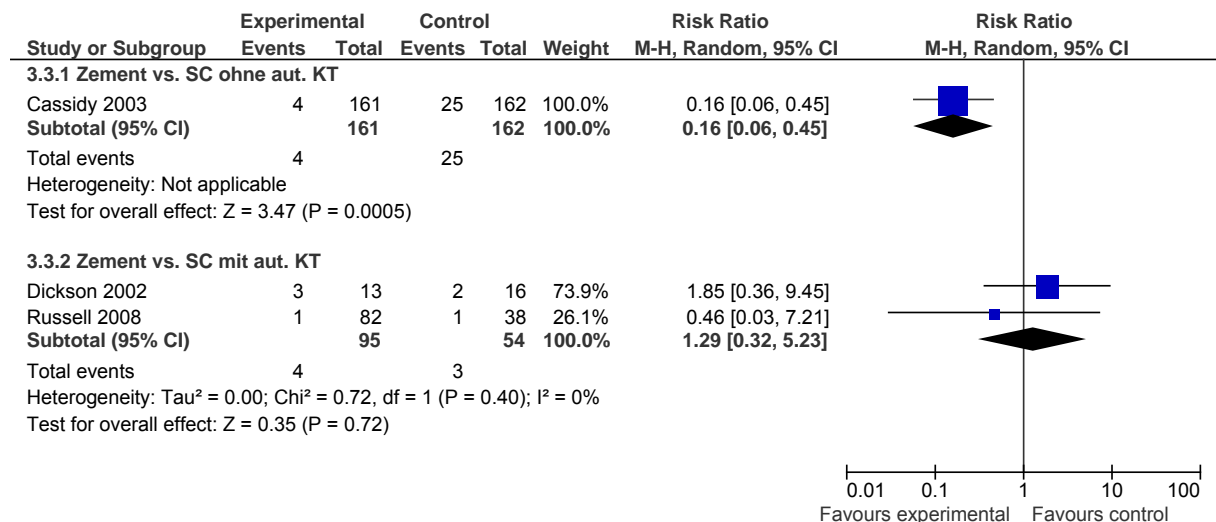 Experimental Control Risk Ratio Risk Ratio
Study or Subgroup Events Total Events Total Weight M-H, Random, 95% CI M-H, Random, 95% CI
3.3.1 Zement vs. SC ohne aut. KT
Cassidy 2003 4 161 25 162 100.0% 0.16 [0.06, 0.45]
Subtotal (95% CI) 161 162 100.0% 0.16 [0.06, 0.45]
Total events 4 25
Heterogeneity: Not applicable
Test for overall effect: Z = 3.47 (P = 0.0005)
3.3.2 Zement vs. SC mit aut. KT
Dickson 2002 3 13 2 16 73.9% 1.85 [0.36, 9.45]
Russell 2008 1 82 1 38 26.1% 0.46 [0.03, 7.21]
Subtotal (95% CI) 95 54 100.0% 1.29 [0.32, 5.23]
Total events 4 3
Heterogeneity: Tau² = 0.00; Chi² = 0.72, df = 1 (P = 0.40); I² = 0%
Test for overall effect: Z = 0.35 (P = 0.72)
0.01 0.1 1 10 100
Favours experimental Favours control